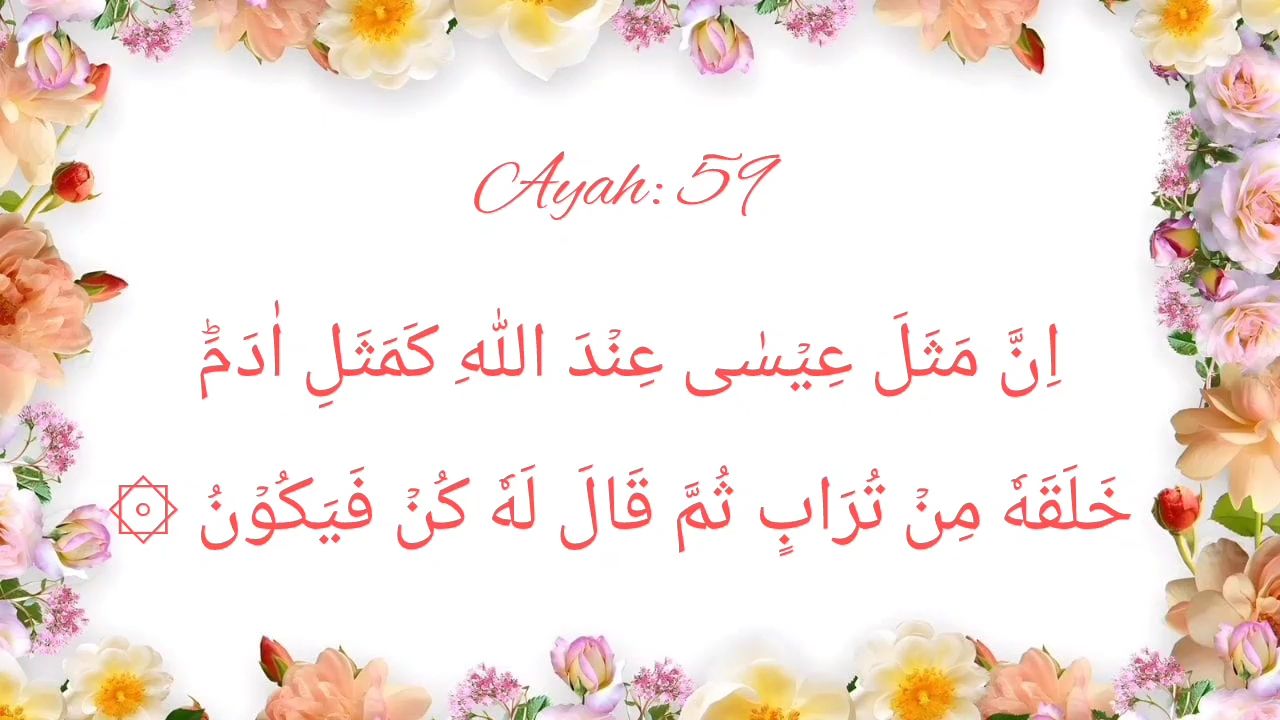 Ayah: 59
اِنَّ مَثَلَ عِیْسٰی عِنْدَ اللّٰهِ كَمَثَلِ اٰدَمَؕ
خَلَقَهٗ مِنْ تُرَابٍ ثُمَّ قَالَ لَهٗ كُنْ فَیَكُوْنُ ۞